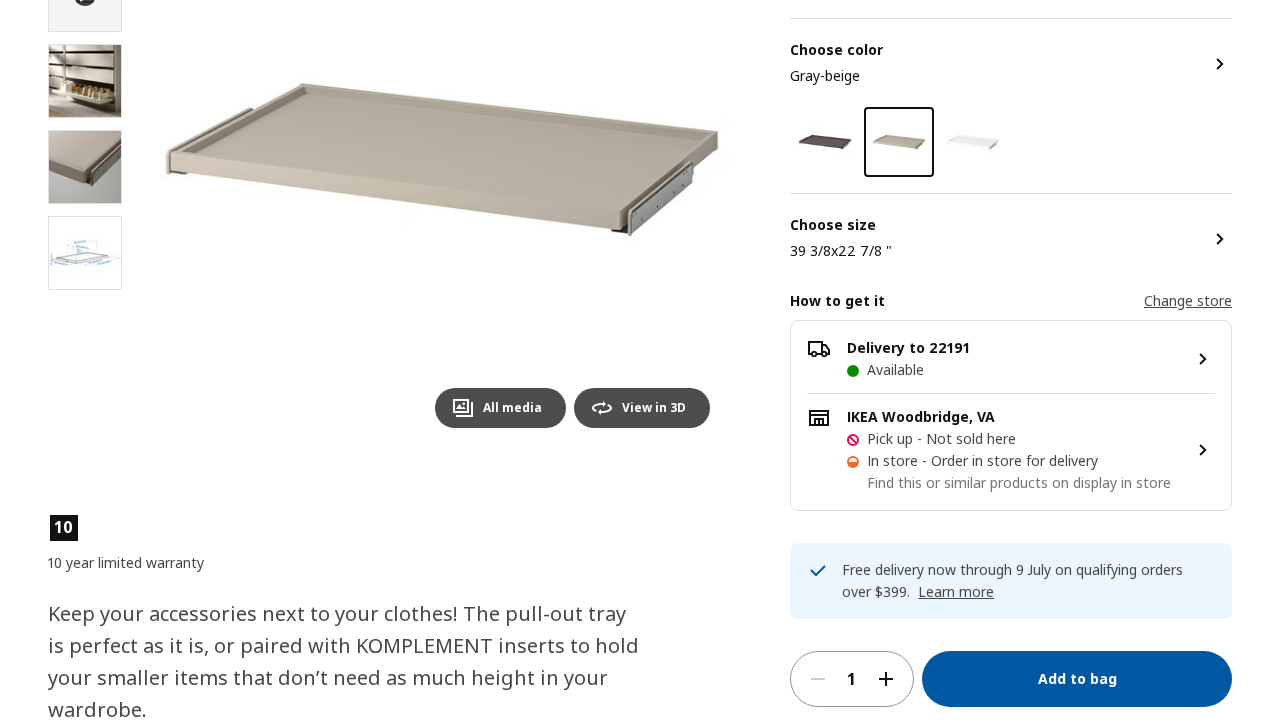 Choose color
Gray-beige
Choose size
39 3/8x22 7/8 "
How to get it
Change store
Delivery to 22191
Available
IKEA Woodbridge, VA
Pick up - Not sold here
In store - Order in store for delivery
Find this or similar products on display in store
All media
View in 3D
10
10 year limited warranty
Free delivery now through 9 July on qualifying orders
over $399. Learn more
Keep your accessories next to your clothes! The pull-out tray
is perfect as it is, or paired with KOMPLEMENT inserts to hold
your smaller items that don’t need as much height in your
wardrobe.
1
Add to bag